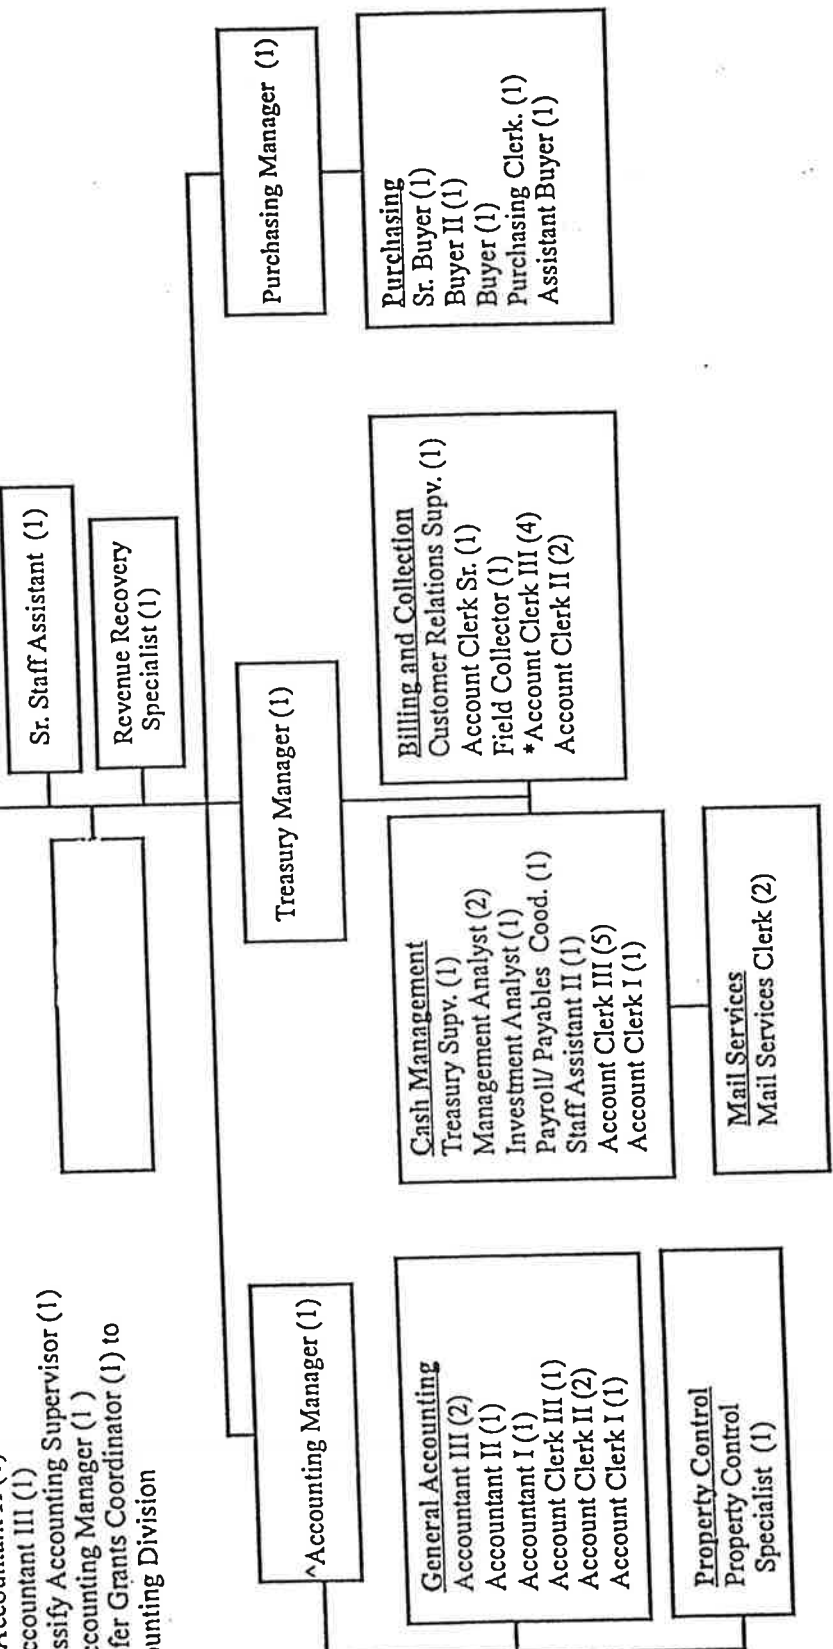 Sr. Staff Assistant (1)
Revenue Recovery
Specialist (1)
ccountant III (1)
ssify Accounting Supervisor (1)
counting Manager (1 )
fer Grants Coordinator (1) to
unting Division
^Accounting Manager (1)
Treasury Manager (1)
Purchasing Manager (1)
General Accounting
Accountant III (2)
Accountant II (1)
Accountant I (1)
Account Clerk III (1)
Account Clerk II (2)
Account Clerk I (1)
Property Control
Property Control
Specialist (1)
Cash Management
Treasury Supv. (1)
Management Analyst (2)
Investment Analyst (1)
Payroll/ Payables Cood. (1)
Staff Assistant II (1)
Account Clerk III (5)
Account Clerk I (1)
Mail Services
Mail Services Clerk (2)
Billing and Collection
Customer Relations Supv. (1)
Account Clerk Sr. (1)
Field Collector (1)
*Account Clerk III (4)
Account Clerk II (2)
Purchasing
Sr. Buyer (1)
Buyer II (1)
Buyer (1)
Purchasing Clerk. (1)
Assistant Buyer (1)